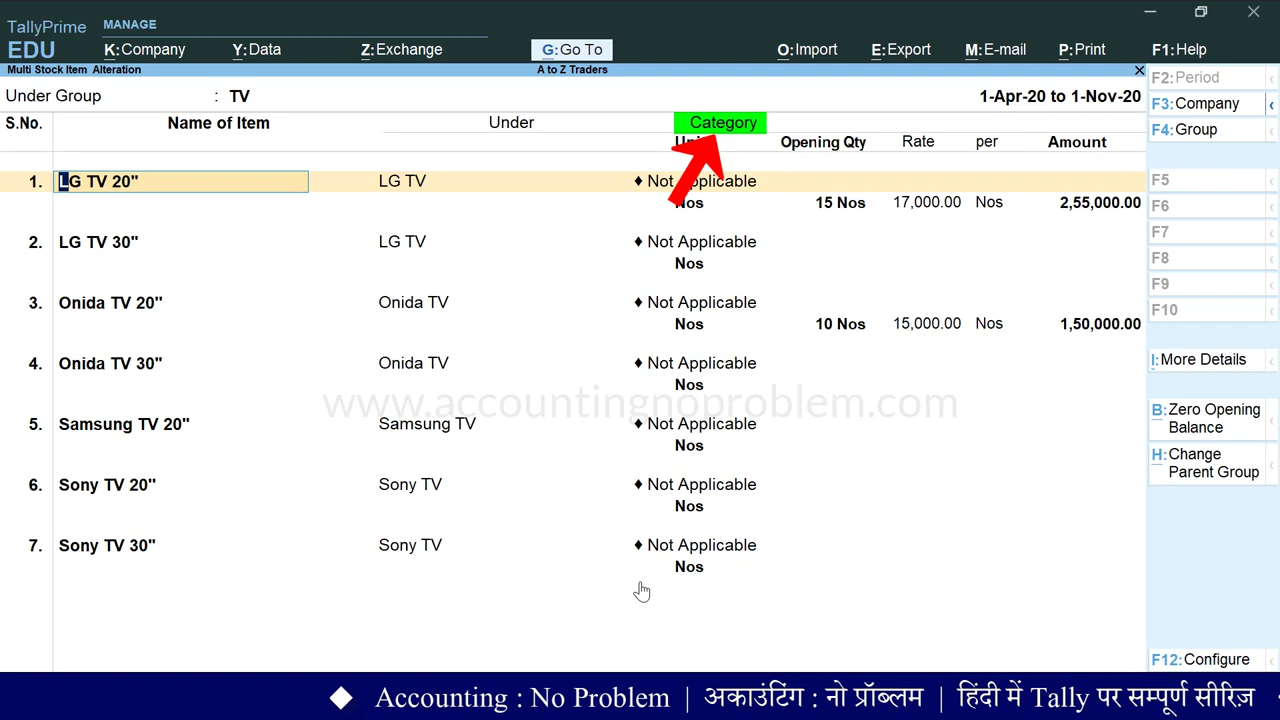 TallyPrime MANAGE
EDU K:Company Y:Data Z:Exchange G:Go To O:Import E:Export M:E-mail P:Print F1:Help
Multi Stock Item Alteration A to Z Traders
Under Group : TV 1-Apr-20 to 1-Nov-20
S.No. Name of Item Under Category
Opening Qty Rate per Amount
1. LG TV 20" LG TV ♦ Not Applicable
Nos 15 Nos 17,000.00 Nos 2,55,000.00
2. LG TV 30" LG TV ♦ Not Applicable
Nos
3. Onida TV 20" Onida TV ♦ Not Applicable
Nos 10 Nos 15,000.00 Nos 1,50,000.00
4. Onida TV 30" Onida TV ♦ Not Applicable
Nos
www.accountingnoproblem.com
5. Samsung TV 20" Samsung TV ♦ Not Applicable
Nos
6. Sony TV 20" Sony TV ♦ Not Applicable
Nos
7. Sony TV 30" Sony TV ♦ Not Applicable
Nos
F2:Period
F3:Company
F4:Group
F5
F6
F7
F8
F9
F10
I:More Details
B:Zero Opening
Balance
H:Change
Parent Group
F12:Configure
◆ Accounting : No Problem | अकाउंटिंग : नो प्रॉब्लम | हिंदी में Tally पर सम्पूर्ण सीरिज़